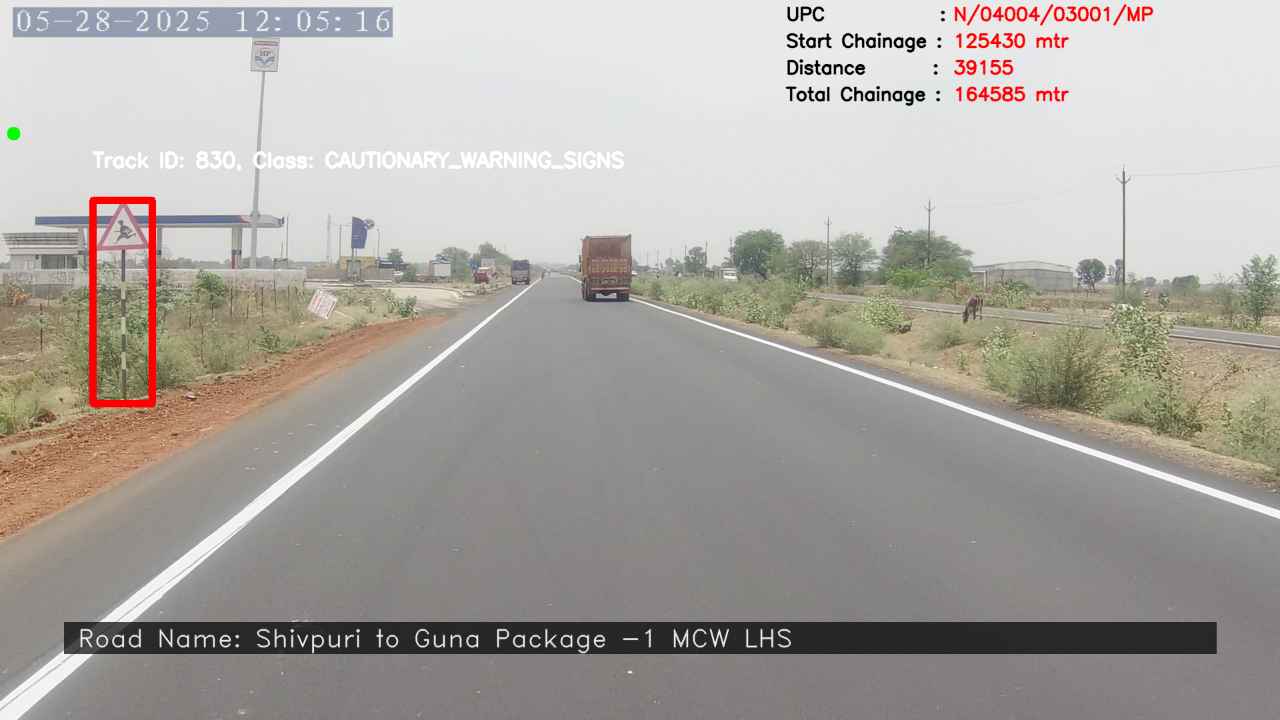 05-28-2025 12:05:16
UPC : N/04004/03001/MP
Start Chainage : 125430 mtr
Distance : 39155
Total Chainage : 164585 mtr
HP
Track ID: 830, Class: CAUTIONARY_WARNING_SIGNS
Road Name: Shivpuri to Guna Package -1 MCW LHS